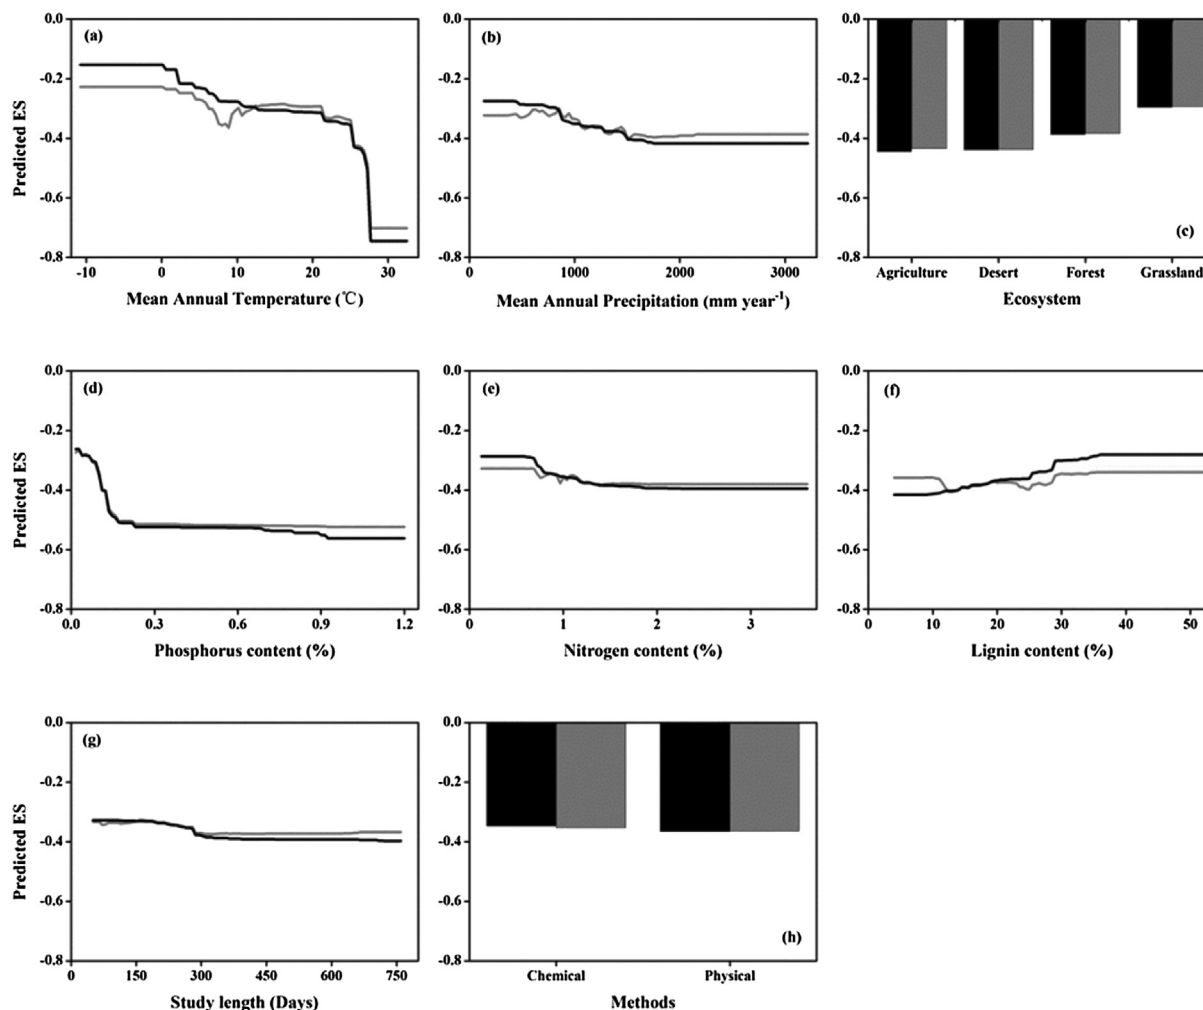 0.0
-0.2
-0.4
-0.6
-0.8
Predicted ES
(a)
-10 0 10 20 30
Mean Annual Temperature (℃)
0.0
-0.2
-0.4
-0.6
-0.8
(b)
0 1000 2000 3000
Mean Annual Precipitation (mm year-1)
0.0
-0.2
-0.4
-0.6
-0.8
(c)
Agriculture Desert Forest Grassland
Ecosystem
0.0
-0.2
-0.4
-0.6
-0.8
Predicted ES
(d)
0.0 0.3 0.6 0.9 1.2
Phosphorus content (%)
0.0
-0.2
-0.4
-0.6
-0.8
(e)
0 1 2 3
Nitrogen content (%)
0.0
-0.2
-0.4
-0.6
-0.8
(f)
0 10 20 30 40 50
Lignin content (%)
0.0
-0.2
-0.4
-0.6
-0.8
Predicted ES
(g)
0 150 300 450 600 750
Study length (Days)
0.0
-0.2
-0.4
-0.6
-0.8
(h)
Chemical Physical
Methods